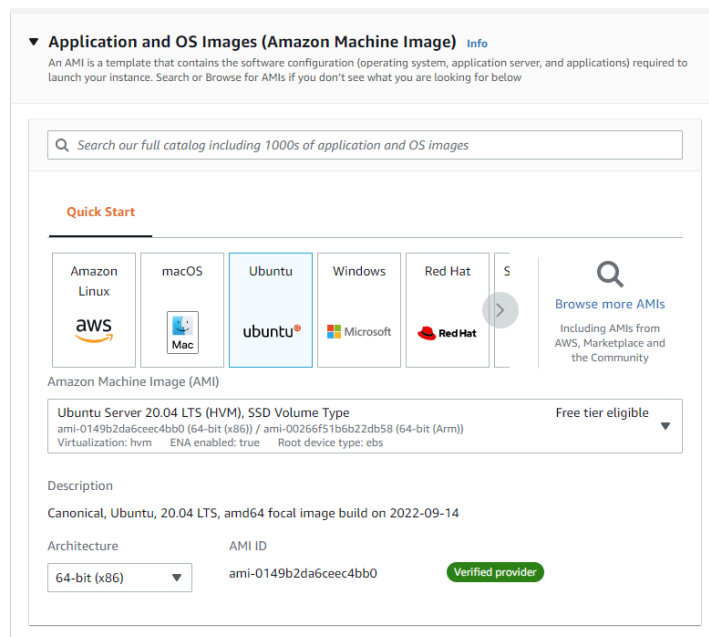 Application and OS Images (Amazon Machine Image) Info
An AMI is a template that contains the software configuration (operating system, application server, and applications) required to
launch your instance. Search or Browse for AMIs if you don't see what you are looking for below
Search our full catalog including 1000s of application and OS images
Quick Start
Amazon
Linux
aws
macOS
Mac
Ubuntu
ubuntu
Windows
Microsoft
Red Hat
Red Hat
S
Browse more AMIs
Including AMIs from
AWS, Marketplace and
the Community
Amazon Machine Image (AMI)
Ubuntu Server 20.04 LTS (HVM), SSD Volume Type
Free tier eligible
ami-0149b2da6ceec4bb0 (64-bit (x86)) / ami-00266f51b6b22db58 (64-bit (Arm))
Virtualization: hvm ENA enabled: true Root device type: ebs
Description
Canonical, Ubuntu, 20.04 LTS, amd64 focal image build on 2022-09-14
Architecture
AMI ID
64-bit (x86)
ami-0149b2da6ceec4bb0
Verified provider